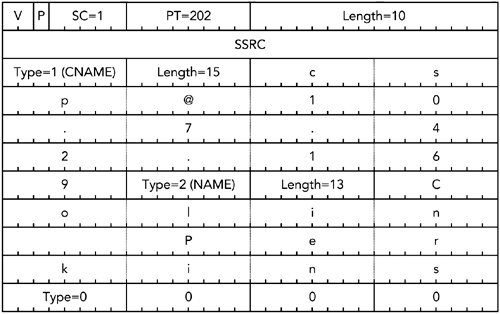 V P SC=1 PT=202 Length=10
SSRC
Type=1 (CNAME) Length=15 c s
p @ 1 0
. 7 . 4
2 . 1 6
9 Type=2 (NAME) Length=13 C
o l i n
P e r
k i n s
Type=0 0 0 0